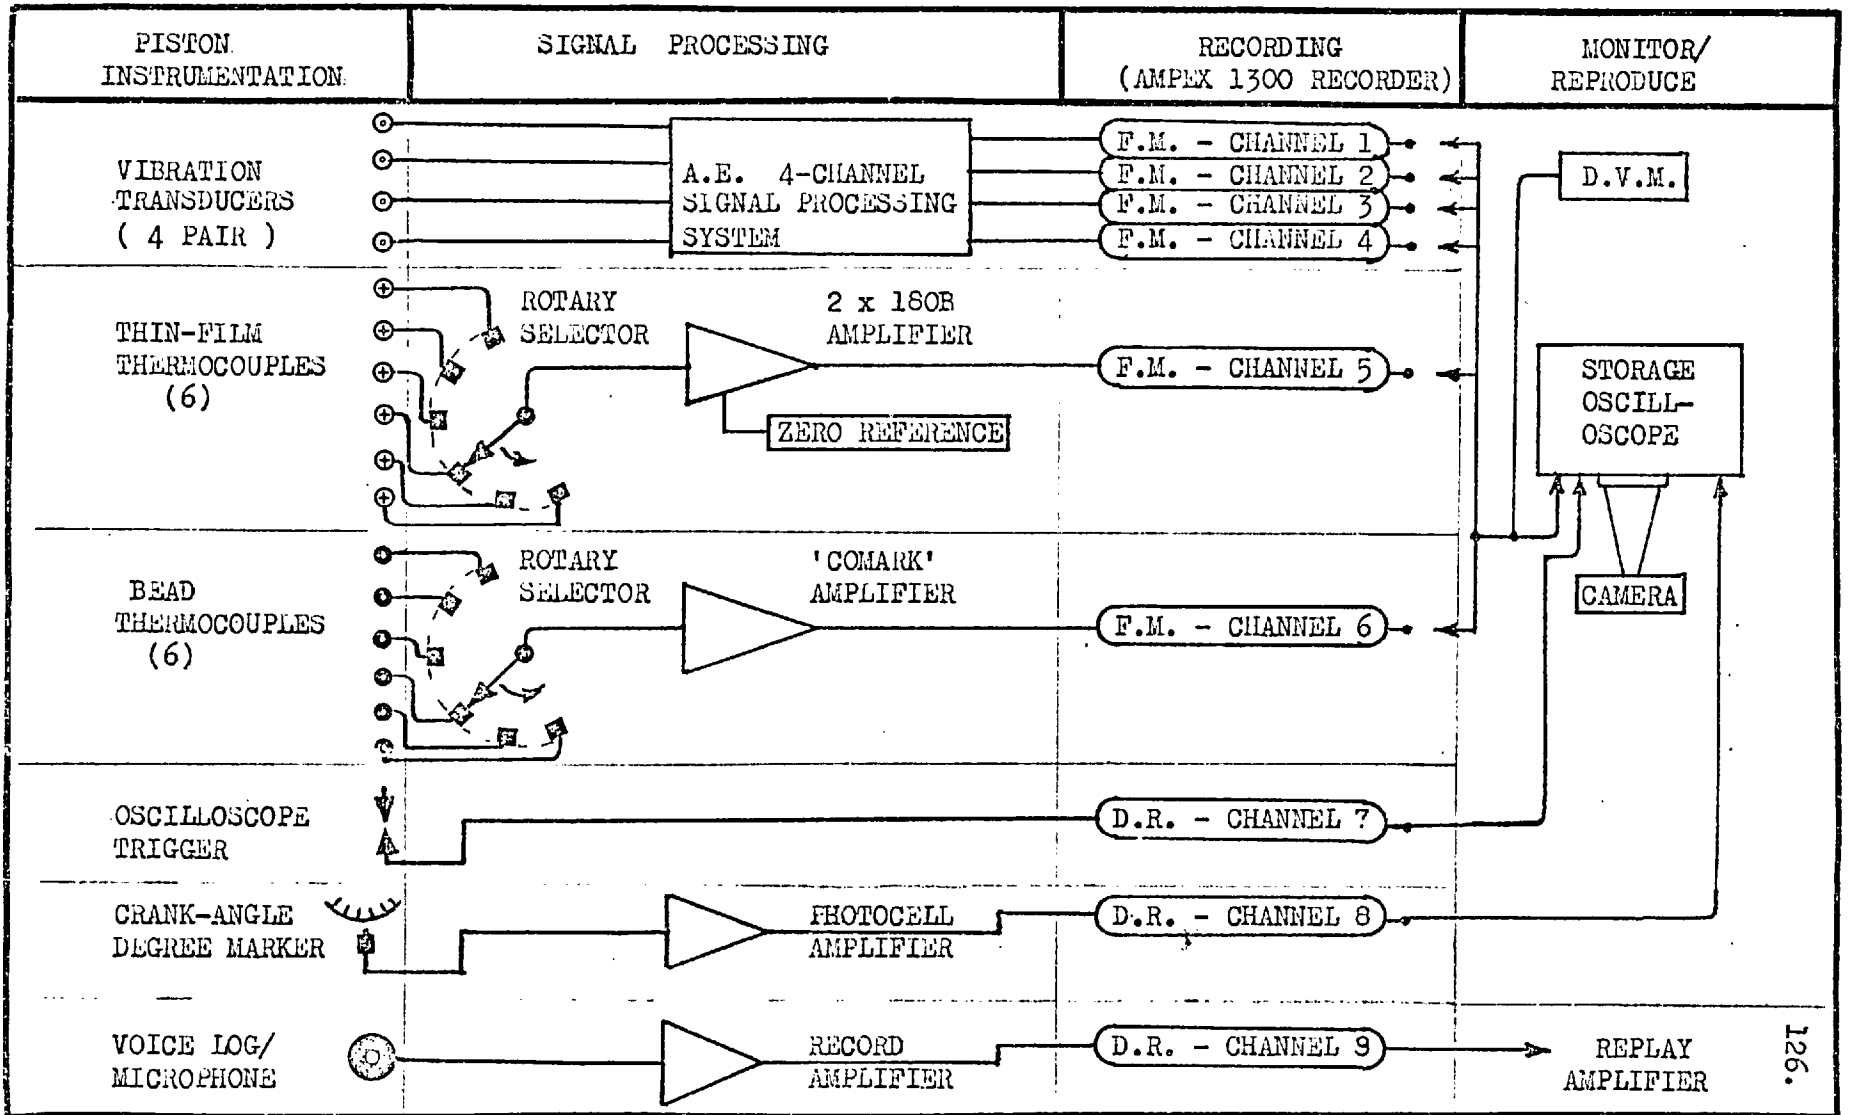 PISTON
INSTRUMENTATION
SIGNAL PROCESSING
RECORDING
(AMPEX 1300 RECORDER)
MONITOR/
REPRODUCE
VIBRATION
TRANSDUCERS
( 4 PAIR )
A.E. 4-CHANNEL
SIGNAL PROCESSING
SYSTEM
F.M. - CHANNEL 1
F.M. - CHANNEL 2
F.M. - CHANNEL 3
F.M. - CHANNEL 4
D.V.M.
THIN-FILM
THERMOCOUPLES
(6)
ROTARY
SELECTOR
2 x 180B
AMPLIFIER
ZERO REFERENCE
F.M. - CHANNEL 5
STORAGE
OSCILL-
OSCOPE
CAMERA
BEAD
THERMOCOUPLES
(6)
ROTARY
SELECTOR
'COMARK'
AMPLIFIER
F.M. - CHANNEL 6
OSCILLOSCOPE
TRIGGER
D.R. - CHANNEL 7
CRANK-ANGLE
DEGREE MARKER
PHOTOCELL
AMPLIFIER
D.R. - CHANNEL 8
VOICE LOG/
MICROPHONE
RECORD
AMPLIFIER
D.R. - CHANNEL 9
REPLAY
AMPLIFIER
126.